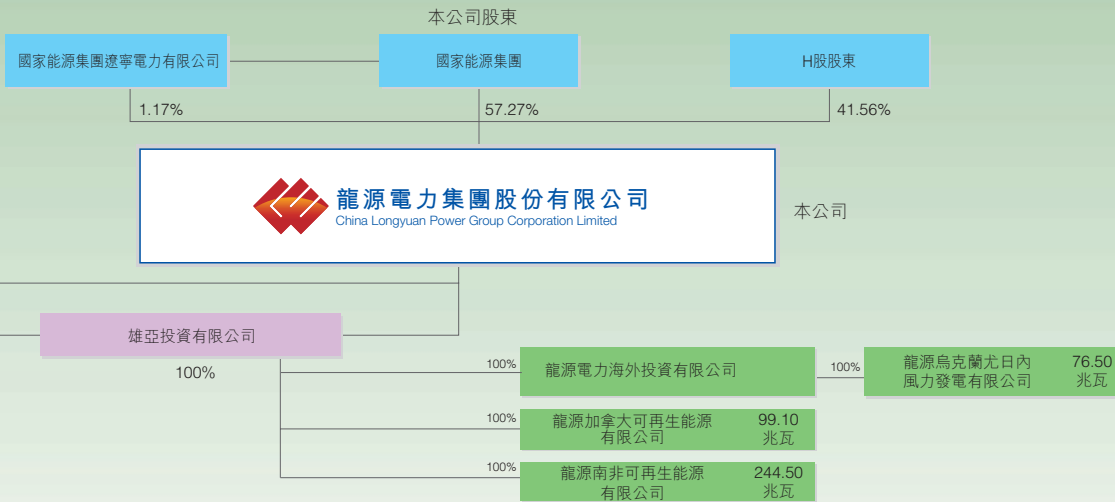 本公司股東
國家能源集團遼寧電力有限公司
國家能源集團
H股股東
1.17%
57.27%
41.56%
龍源電力集團股份有限公司
China Longyuan Power Group Corporation Limited
本公司
雄亞投資有限公司
100%
100%
龍源電力海外投資有限公司
100%
龍源烏克蘭尤日內
風力發電有限公司
76.50
兆瓦
100%
龍源加拿大可再生能源
有限公司
99.10
兆瓦
100%
龍源南非可再生能源
有限公司
244.50
兆瓦